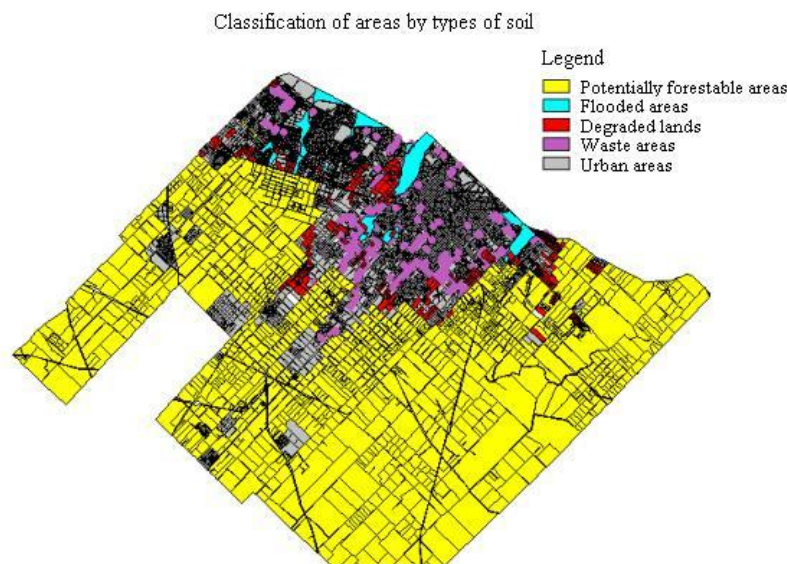 Classification of areas by types of soil
Legend
Potentially forestable areas
Flooded areas
Degraded lands
Waste areas
Urban areas